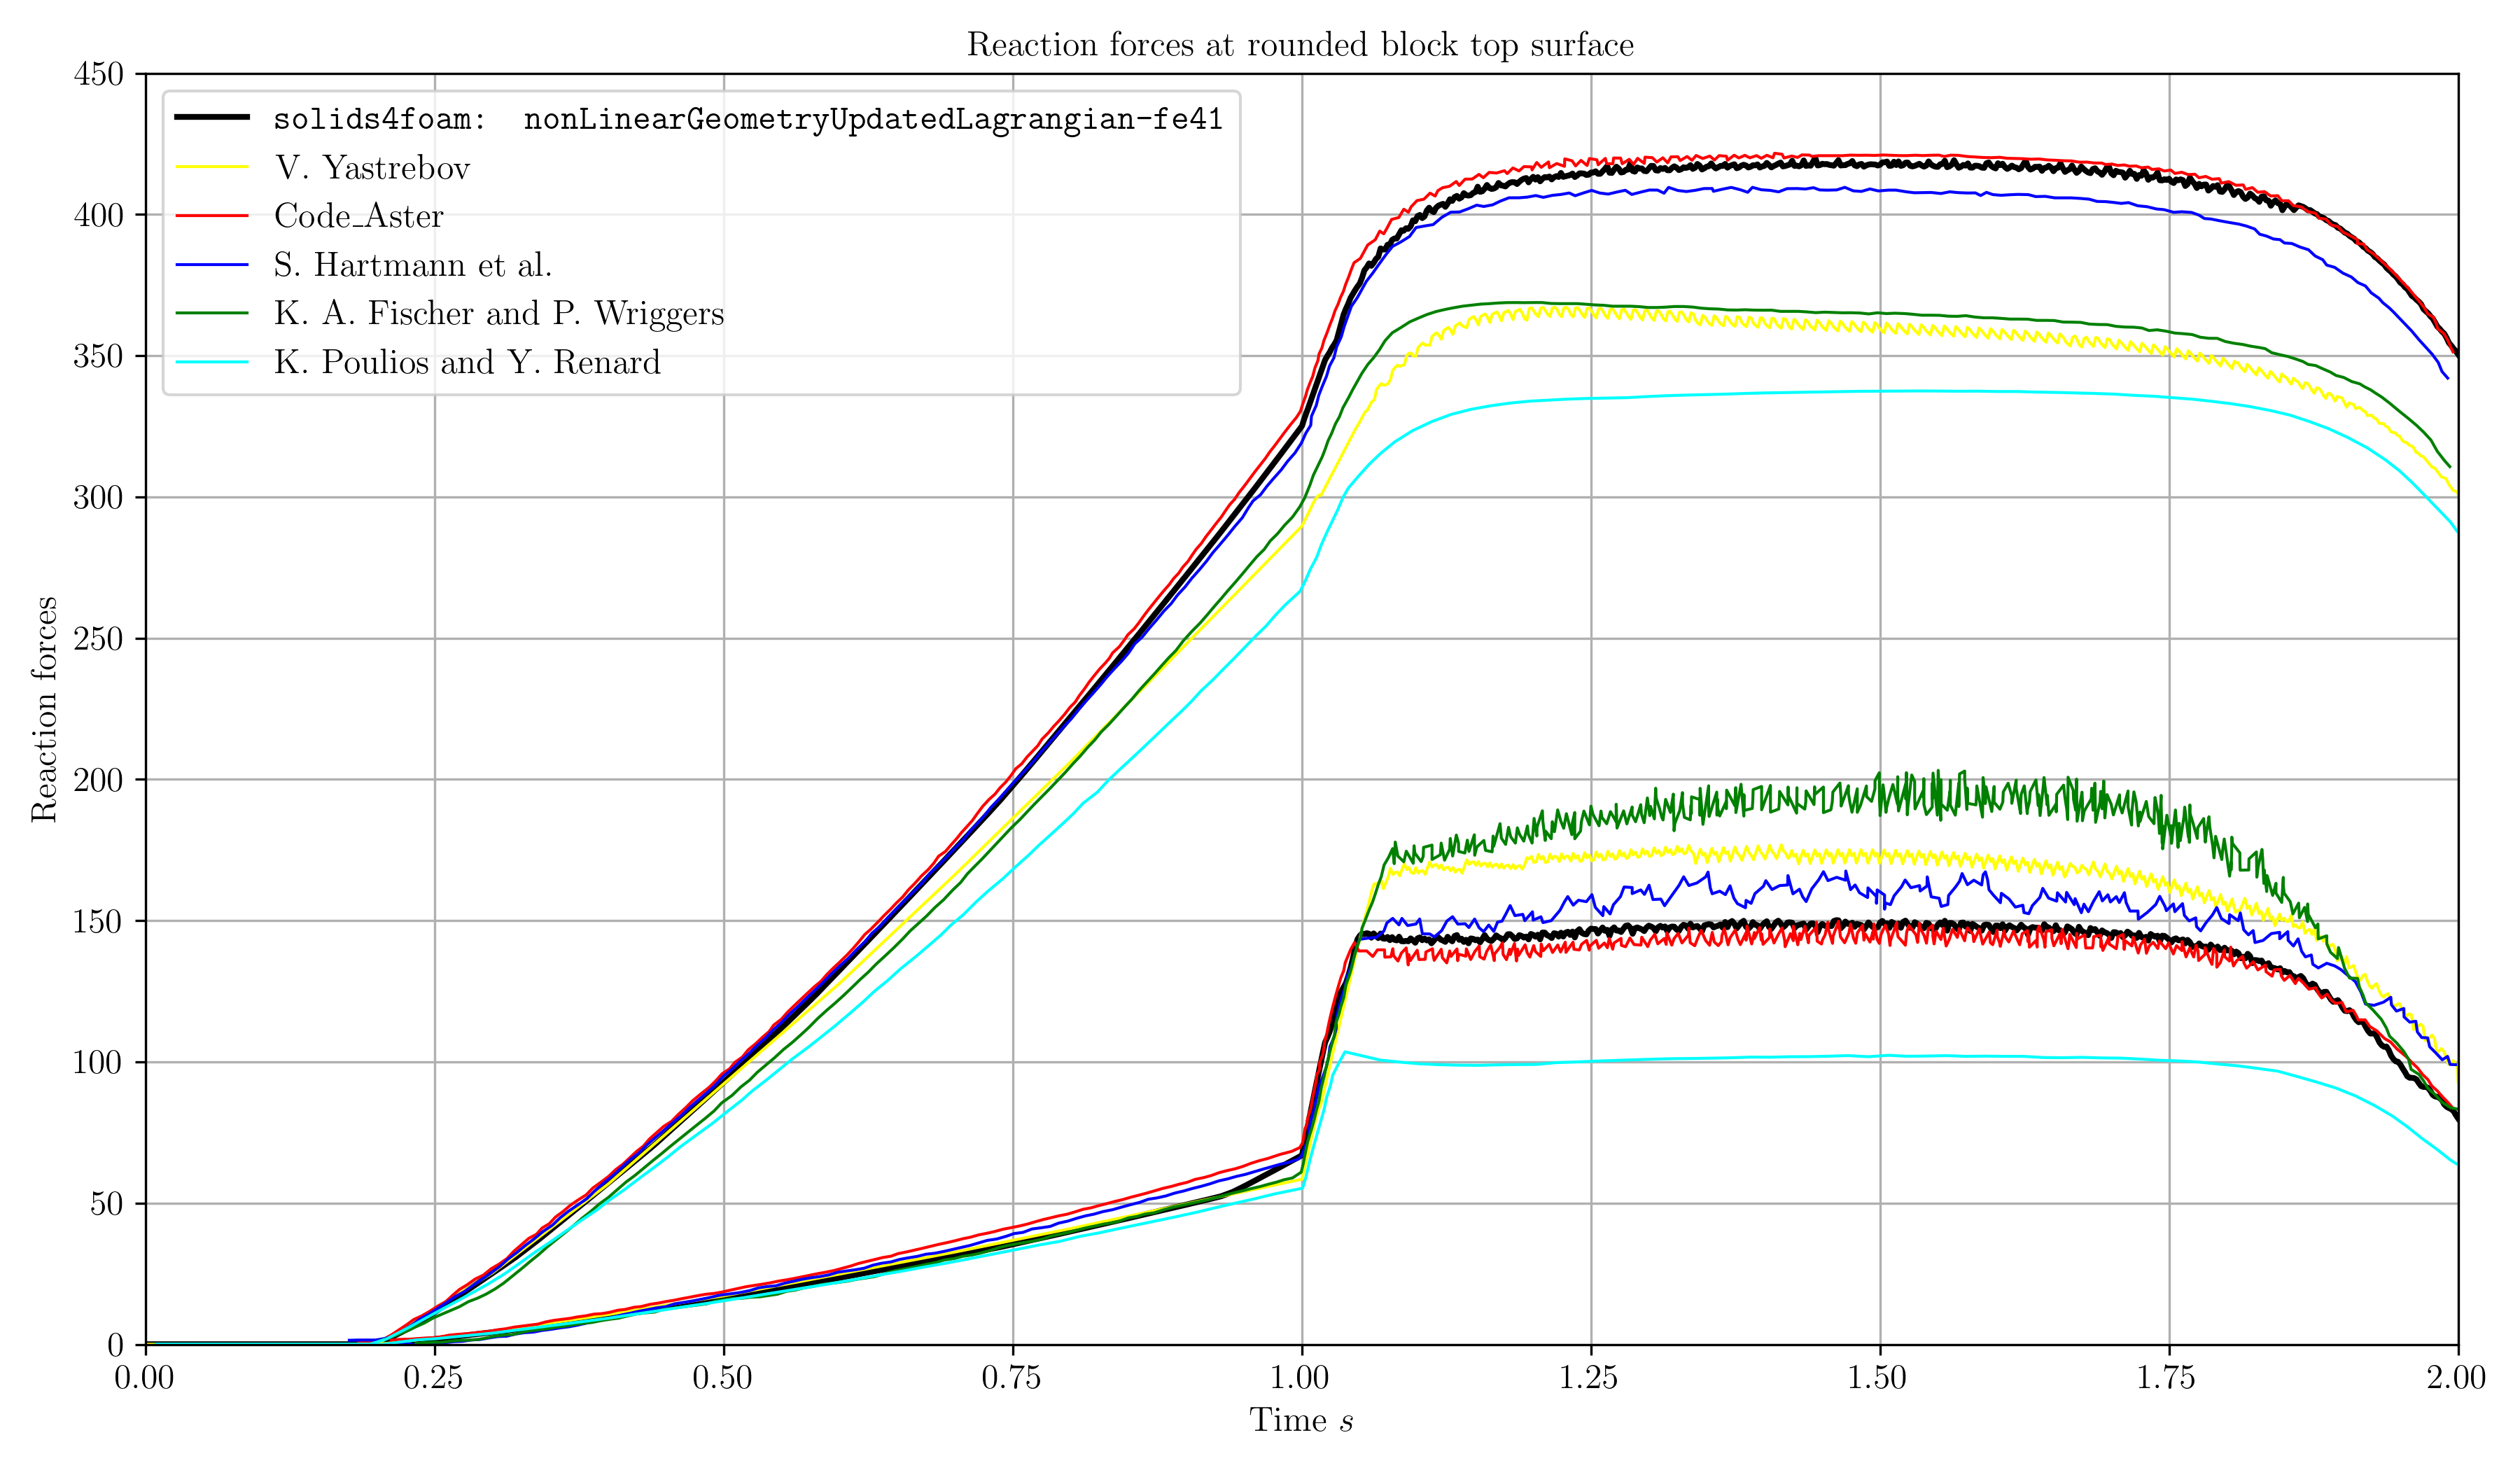 Reaction forces at rounded block top surface
450
400
350
300
250
200
150
100
50
0
Reaction forces
solids4foam: nonLinearGeometryUpdatedLagrangian-fe41
V. Yastrebov
Code_Aster
S. Hartmann et al.
K. A. Fischer and P. Wriggers
K. Poulios and Y. Renard
0.00 0.25 0.50 0.75 1.00 1.25 1.50 1.75 2.00
Time s